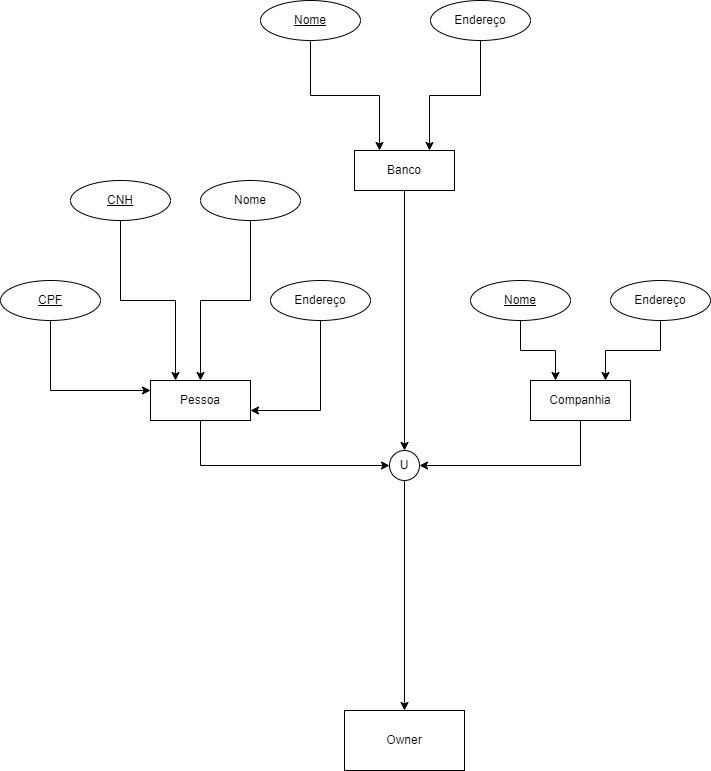 Nome
Endereço
Banco
CNH
Nome
CPF
Endereço
Nome
Endereço
Pessoa
Companhia
U
Owner